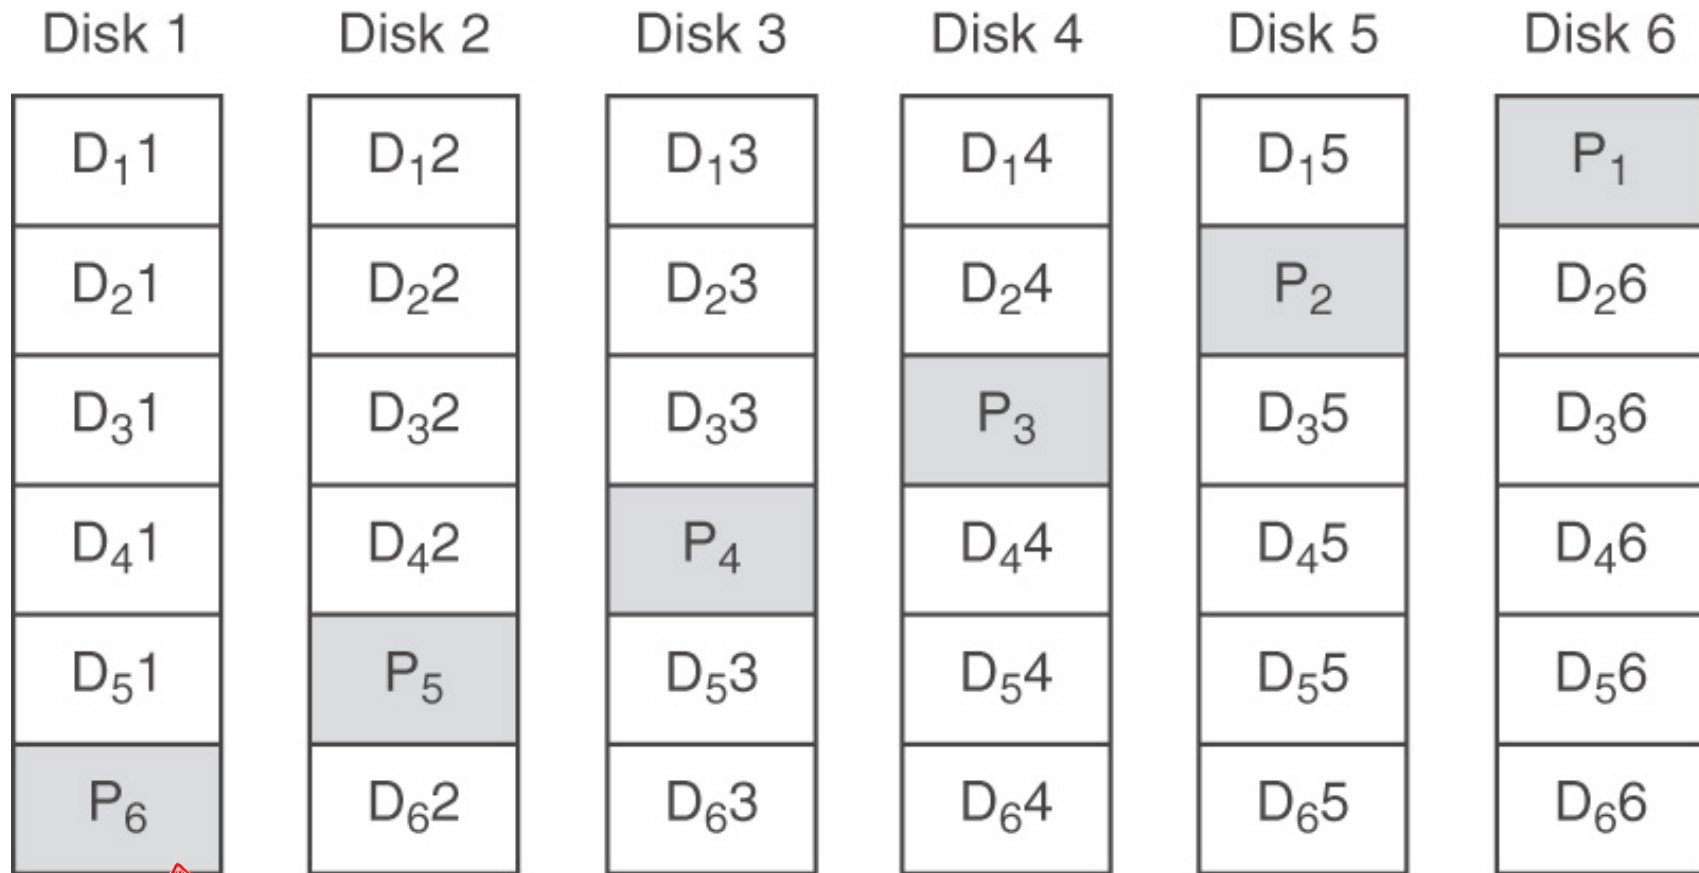 Disk 1 Disk 2 Disk 3 Disk 4 Disk 5 Disk 6
D₁1 D₁2 D₁3 D₁4 D₁5 P₁
D₂1 D₂2 D₂3 D₂4 P₂ D₂6
D₃1 D₃2 D₃3 P₃ D₃5 D₃6
D₄1 D₄2 P₄ D₄4 D₄5 D₄6
D₅1 P₅ D₅3 D₅4 D₅5 D₅6
P₆ D₆2 D₆3 D₆4 D₆5 D₆6